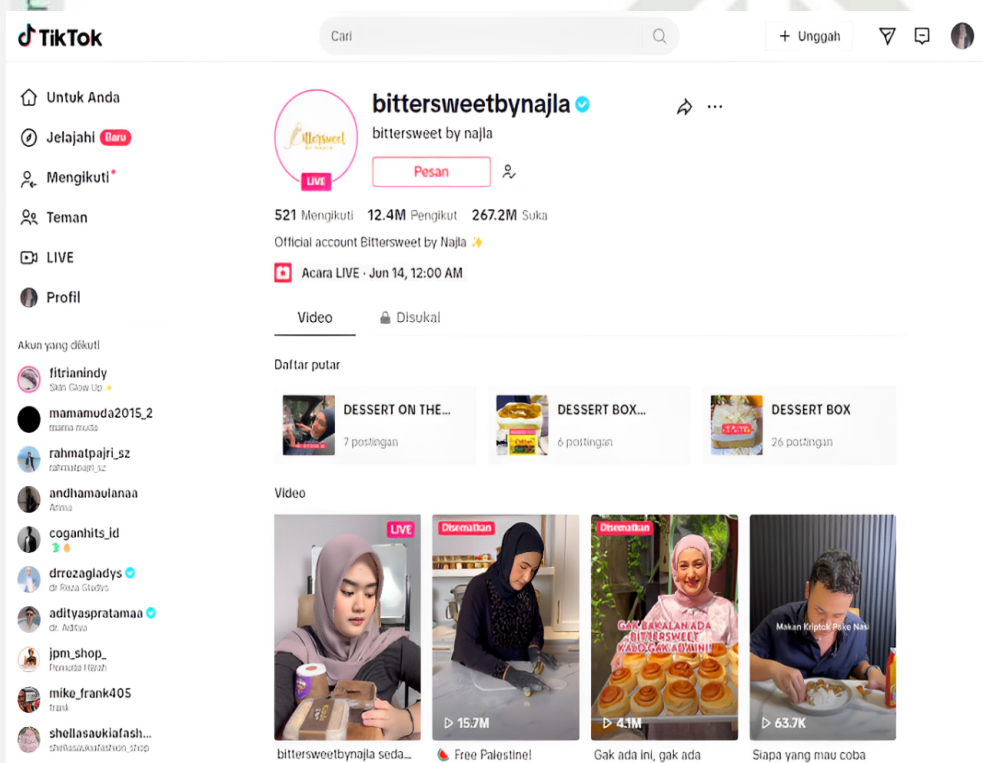 TikTok
Cari
+ Unggah
Untuk Anda
Jelajahi Baru
Mengikuti
Teman
LIVE
Profil
Akun yang diikuti
fitrianindy
Skin Glow Up
mamamuda2015_2
mama muda
rahmatpajri_sz
rahmatpajri_sz
andhamaulanaa
coganhits_id
drrezagladys
dr Reza Gladys
adityaspratamaa
dr. Aditya
jpm_shop_
mike_frank405
frank
shellasaukiafash...
shellasaukiafashion_shop
bittersweetbynajla
bittersweet by najla
Bittersweet
BY NAJLA
LIVE
Pesan
521 Mengikuti 12.4M Pengikut 267.2M Suka
Official account Bittersweet by Najla ✨
Acara LIVE · Jun 14, 12:00 AM
Video Disukai
Daftar putar
DESSERT ON THE...
7 postingan
DESSERT BOX...
6 postingan
DESSERT BOX
26 postingan
Video
LIVE
bittersweetbynajla seda...
Disematkan
15.7M
🍉 Free Palestine!
Disematkan
GAK BAKALAN ADA
BITTERSWEET
KALO GAK ADA INI!
4.1M
Gak ada ini, gak ada
Makan Kriptok Pake Nasi
63.7K
Siapa yang mau coba